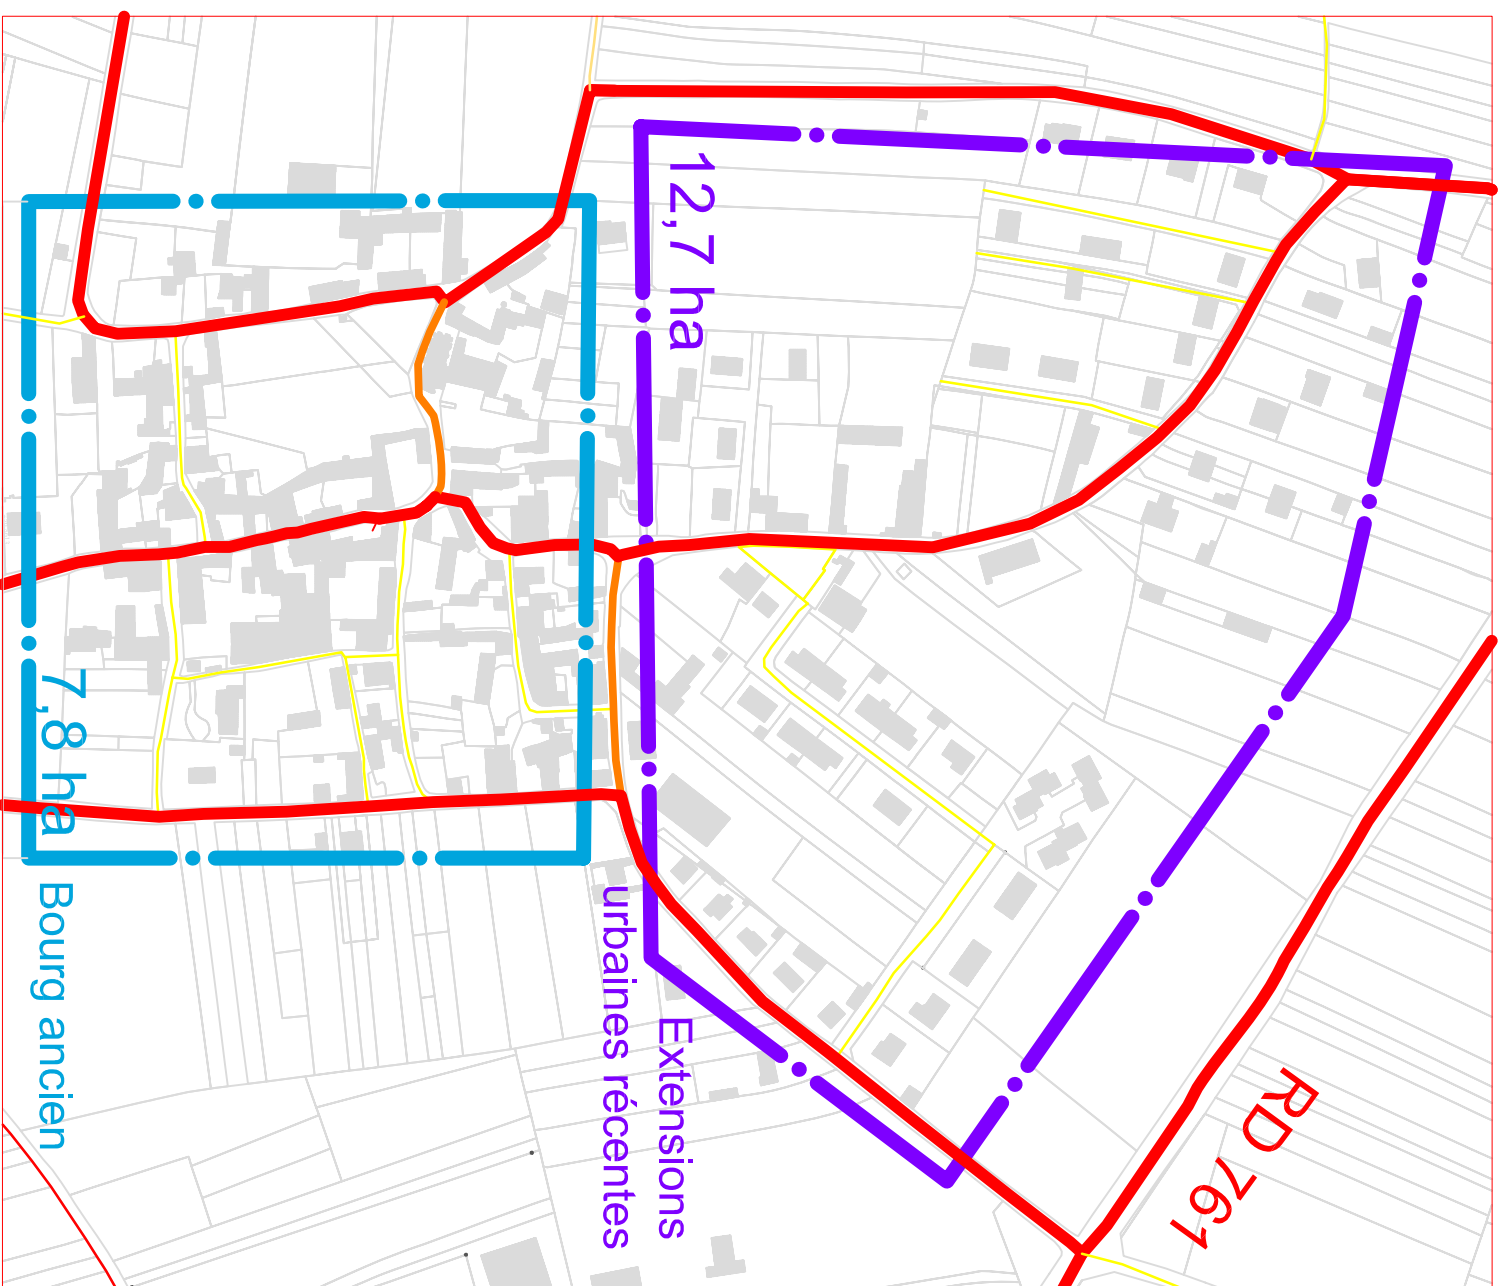 12,7 ha
7,8 ha
Bourg ancien
Extensions
urbaines récentes
RD 761